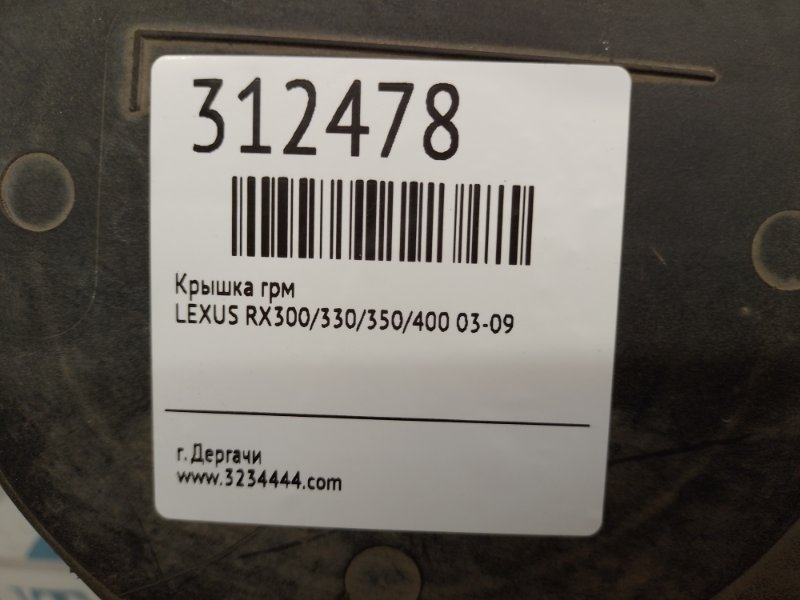 312478
Крышка грм
LEXUS RX300/330/350/400 03-09
г. Дергачи
www.3234444.com